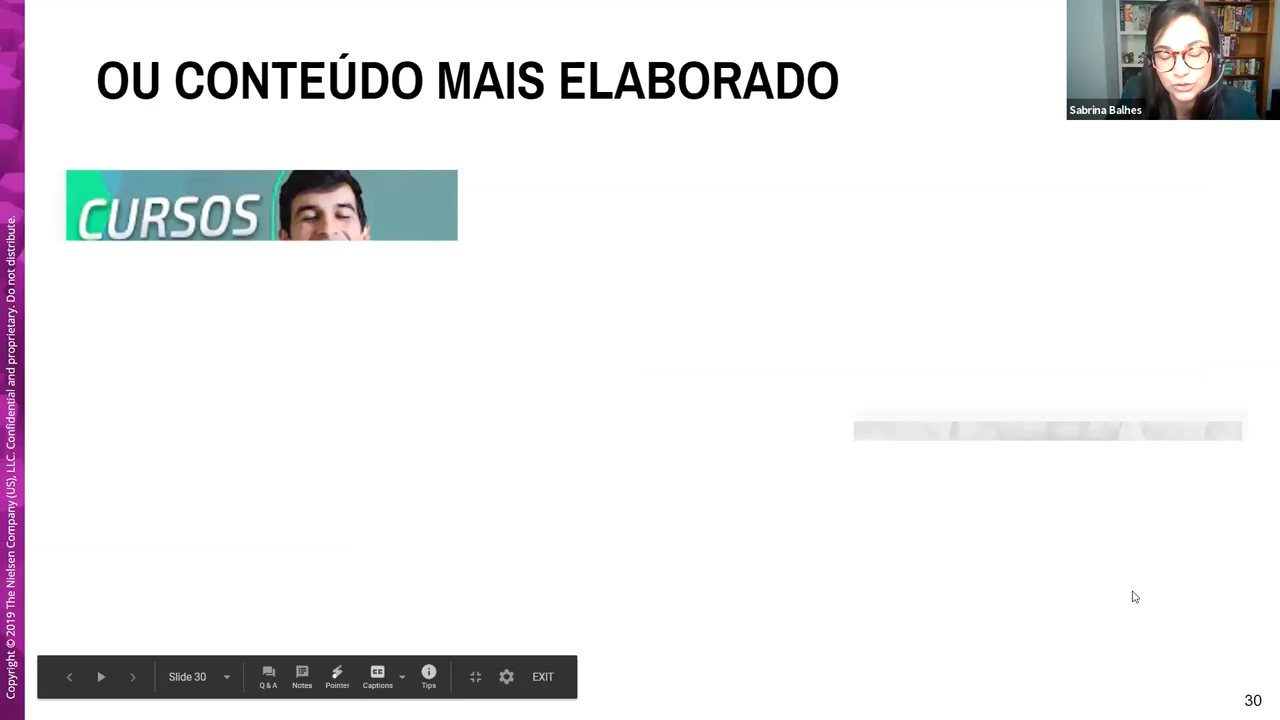 OU CONTEÚDO MAIS ELABORADO
Sabrina Balhes
CURSOS
Copyright © 2019 The Nielsen Company (US), LLC. Confidential and proprietary. Do not distribute.
Slide 30
Q & A
Notes
Pointer
CC
Captions
Tips
EXIT
30